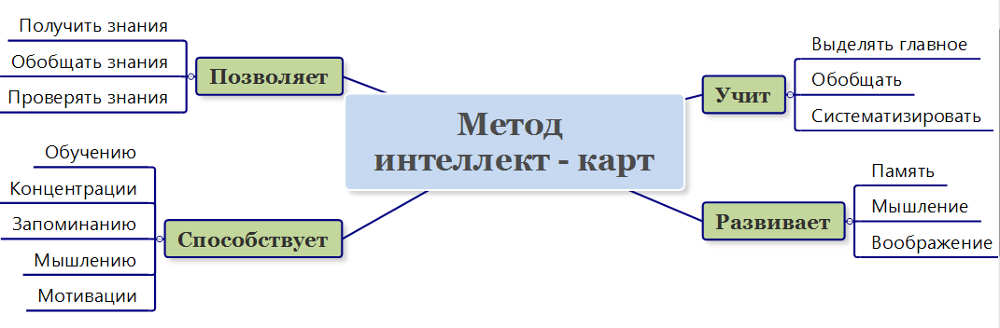 Метод
интеллект - карт
Позволяет
Получить знания
Обобщать знания
Проверять знания
Способствует
Обучению
Концентрации
Запоминанию
Мышлению
Мотивации
Учит
Выделять главное
Обобщать
Систематизировать
Развивает
Память
Мышление
Воображение